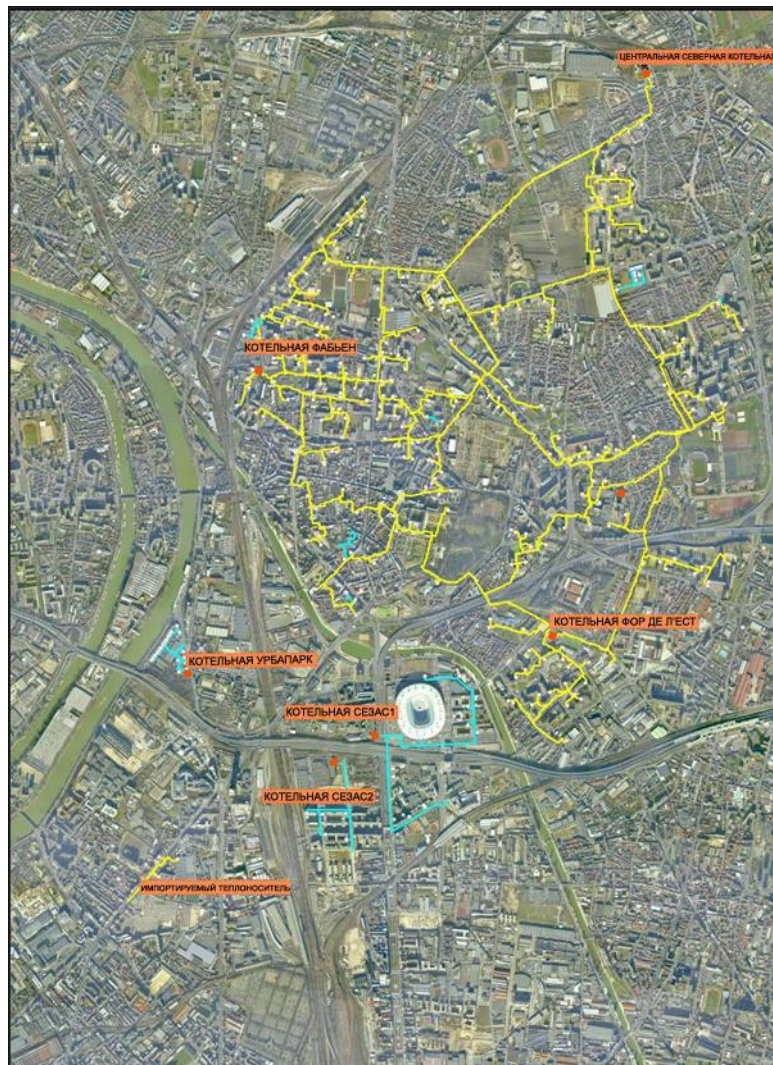 ЦЕНТРАЛЬНАЯ СЕВЕРНАЯ КОТЕЛЬНАЯ
КОТЕЛЬНАЯ ФАБЬЕН
КОТЕЛЬНАЯ ФОР ДЕ Л'ЕСТ
КОТЕЛЬНАЯ УРБАПАРК
КОТЕЛЬНАЯ СЕЗАС1
КОТЕЛЬНАЯ СЕЗАС2
ИМПОРТИРУЕМЫЙ ТЕПЛОНОСИТЕЛЬ